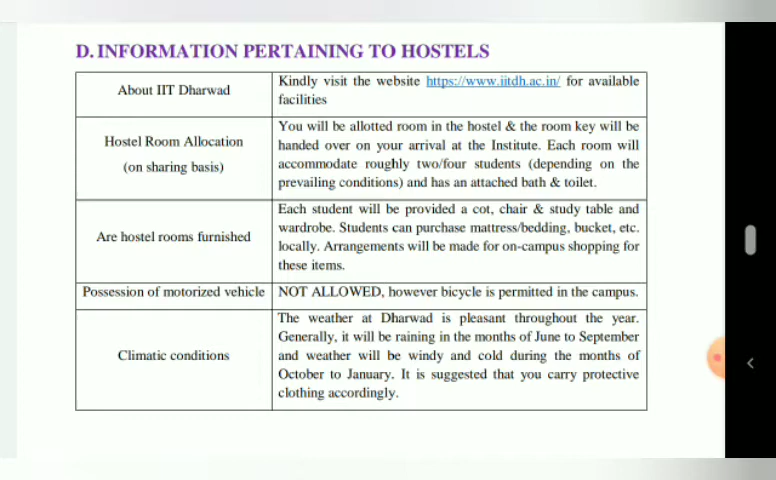 D. INFORMATION PERTAINING TO HOSTELS
About IIT Dharwad
Kindly visit the website https://www.iitdh.ac.in/ for available
facilities
Hostel Room Allocation
(on sharing basis)
You will be allotted room in the hostel & the room key will be
handed over on your arrival at the Institute. Each room will
accommodate roughly two/four students (depending on the
prevailing conditions) and has an attached bath & toilet.
Are hostel rooms furnished
Each student will be provided a cot, chair & study table and
wardrobe. Students can purchase mattress/bedding, bucket, etc.
locally. Arrangements will be made for on-campus shopping for
these items.
Possession of motorized vehicle
NOT ALLOWED, however bicycle is permitted in the campus.
Climatic conditions
The weather at Dharwad is pleasant throughout the year.
Generally, it will be raining in the months of June to September
and weather will be windy and cold during the months of
October to January. It is suggested that you carry protective
clothing accordingly.